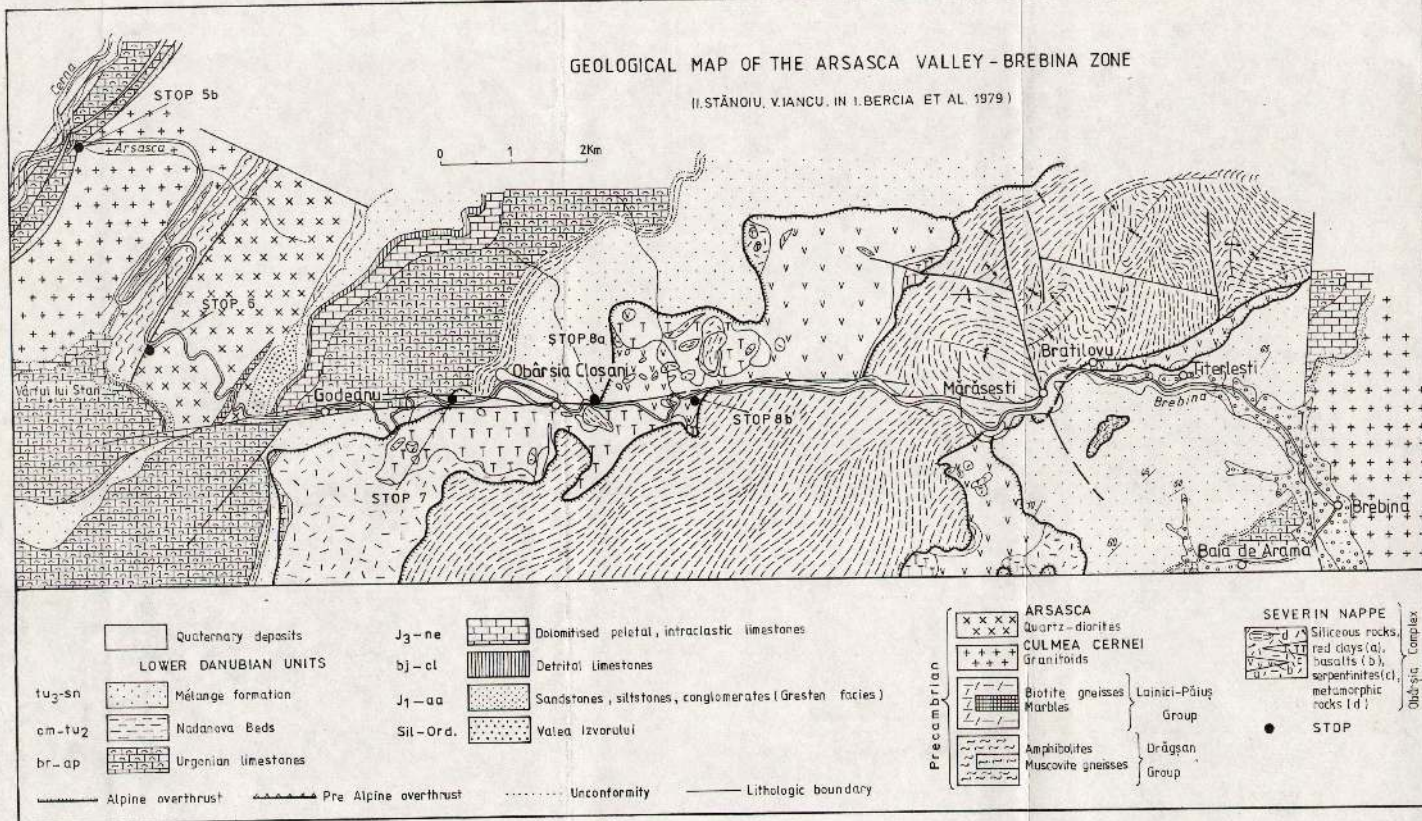 GEOLOGICAL MAP OF THE ARSASCA VALLEY – BREBINA ZONE
(I.STĂNOIU, V.IANCU, IN I.BERCIA ET AL. 1979)
Cerna
STOP 5b
Arsasca
0 1 2Km
STOP 6
STOP 8a
Obârsia Closani
Vârful lui Stan
Godeanu
Mărăsești
Bratilovu
Titerlești
Brebina
STOP 8b
STOP 7
Brebina
Baia de Arama
Quaternary deposits
LOWER DANUBIAN UNITS
tu3-sn Mélange formation
cm-tu2 Nadanova Beds
br-ap Urgonian limestones
J3-ne Dolomitised peletal, intraclastic limestones
bj-cl Detrital limestones
J1-aa Sandstones, siltstones, conglomerates (Gresten facies)
Sil-Ord. Valea Izvorului
Precambrian
ARSASCA
Quartz-diorites
CULMEA CERNEI
Granitoids
Biotite gneisses
Marbles
Lainici-Păiuș
Group
Amphibolites
Muscovite gneisses
Drăgșan
Group
SEVERIN NAPPE
Siliceous rocks,
red clays (a),
basalts (b),
serpentinites (c),
metamorphic
rocks (d)
Obârsia Complex
STOP
Alpine overthrust Pre Alpine overthrust Unconformity Lithologic boundary